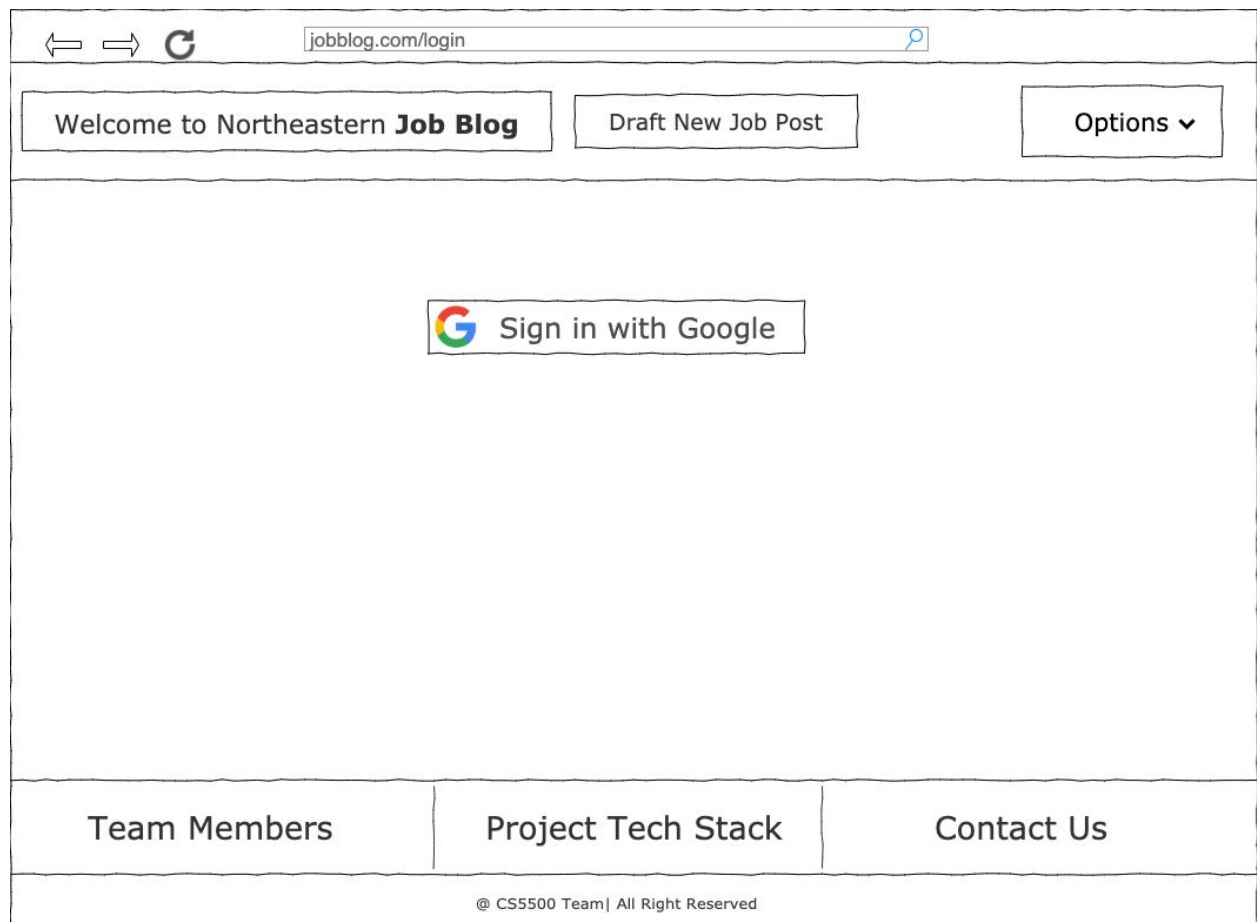 jobblog.com/login
Welcome to Northeastern Job Blog
Draft New Job Post
Options
Sign in with Google
Team Members
Project Tech Stack
Contact Us
@ CS5500 Team| All Right Reserved